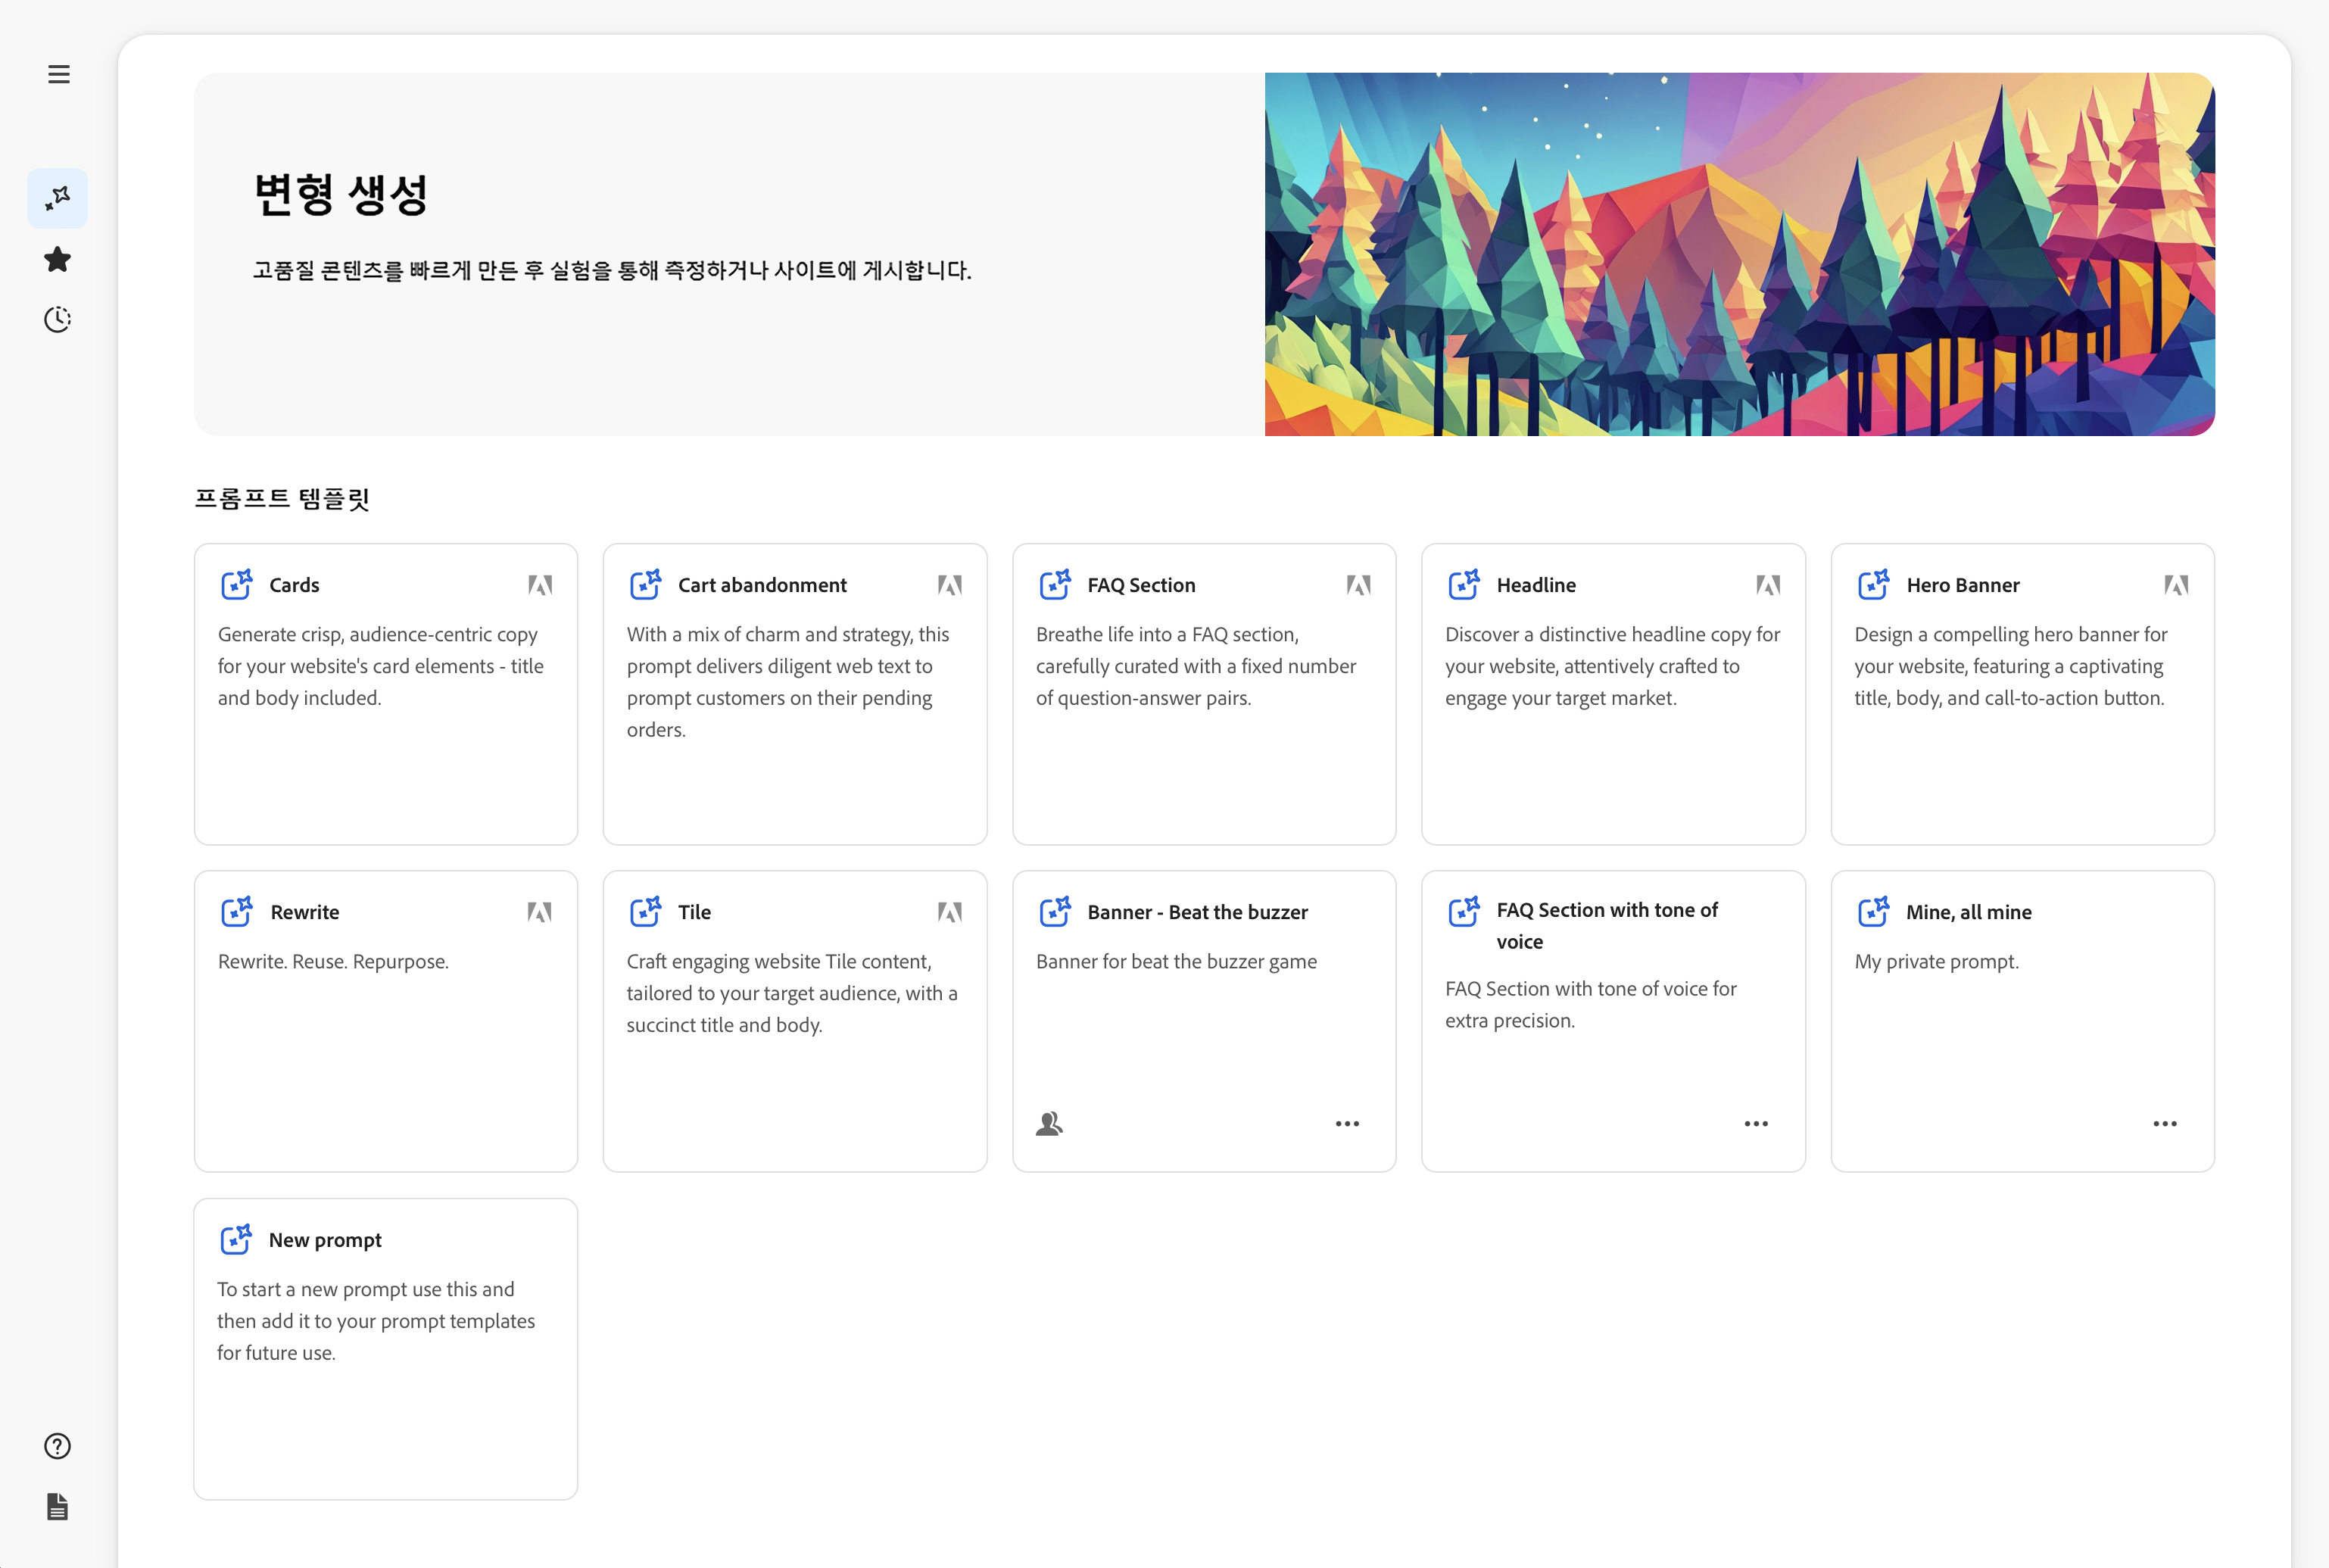 변형 생성
고품질 콘텐츠를 빠르게 만든 후 실험을 통해 측정하거나 사이트에 게시합니다.
프롬프트 템플릿
Cards
Generate crisp, audience-centric copy
for your website's card elements - title
and body included.
Cart abandonment
With a mix of charm and strategy, this
prompt delivers diligent web text to
prompt customers on their pending
orders.
FAQ Section
Breathe life into a FAQ section,
carefully curated with a fixed number
of question-answer pairs.
Headline
Discover a distinctive headline copy for
your website, attentively crafted to
engage your target market.
Hero Banner
Design a compelling hero banner for
your website, featuring a captivating
title, body, and call-to-action button.
Rewrite
Rewrite. Reuse. Repurpose.
Tile
Craft engaging website Tile content,
tailored to your target audience, with a
succinct title and body.
Banner - Beat the buzzer
Banner for beat the buzzer game
FAQ Section with tone of
voice
FAQ Section with tone of voice for
extra precision.
Mine, all mine
My private prompt.
New prompt
To start a new prompt use this and
then add it to your prompt templates
for future use.